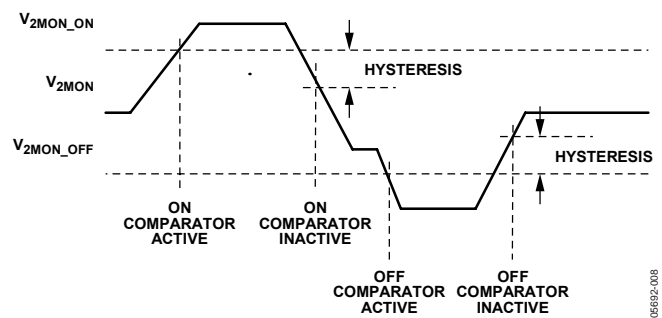 V2MON_ON
HYSTERESIS
V2MON
V2MON_OFF
HYSTERESIS
ON
COMPARATOR
ACTIVE
ON
COMPARATOR
INACTIVE
OFF
COMPARATOR
ACTIVE
OFF
COMPARATOR
INACTIVE
05692-008